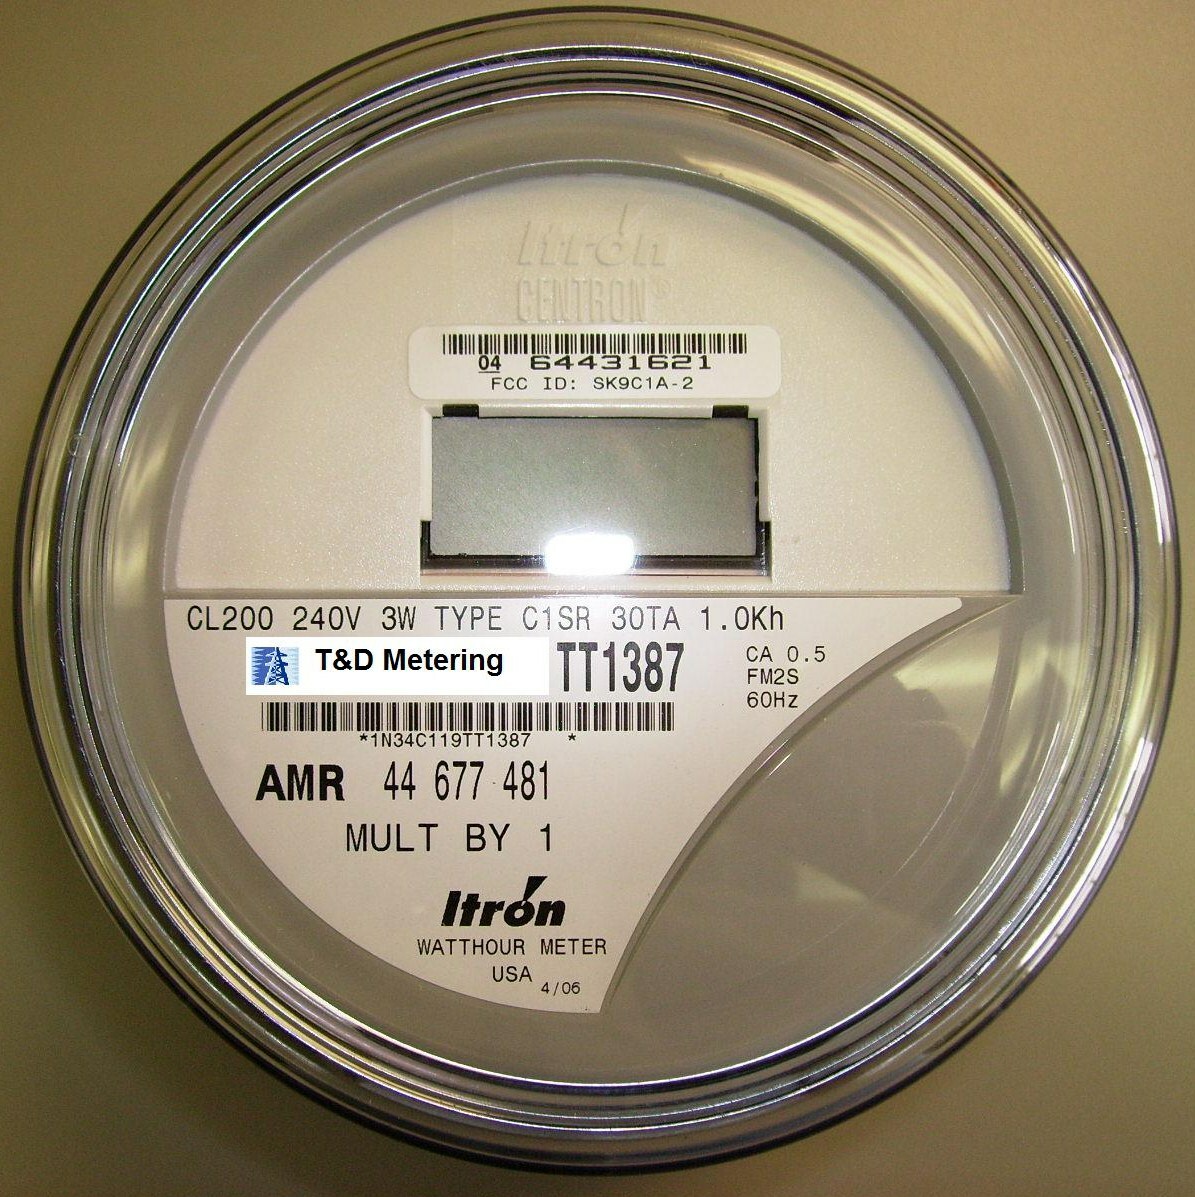 Itron
CENTRON®
04 64431621
FCC ID: SK9C1A-2
CL200 240V 3W TYPE C1SR 30TA 1.0Kh
T&D Metering TT1387
CA 0.5
FM2S
60Hz
*1N34C119TT1387 *
AMR 44 677 481
MULT BY 1
Itron
WATTHOUR METER
USA 4/06